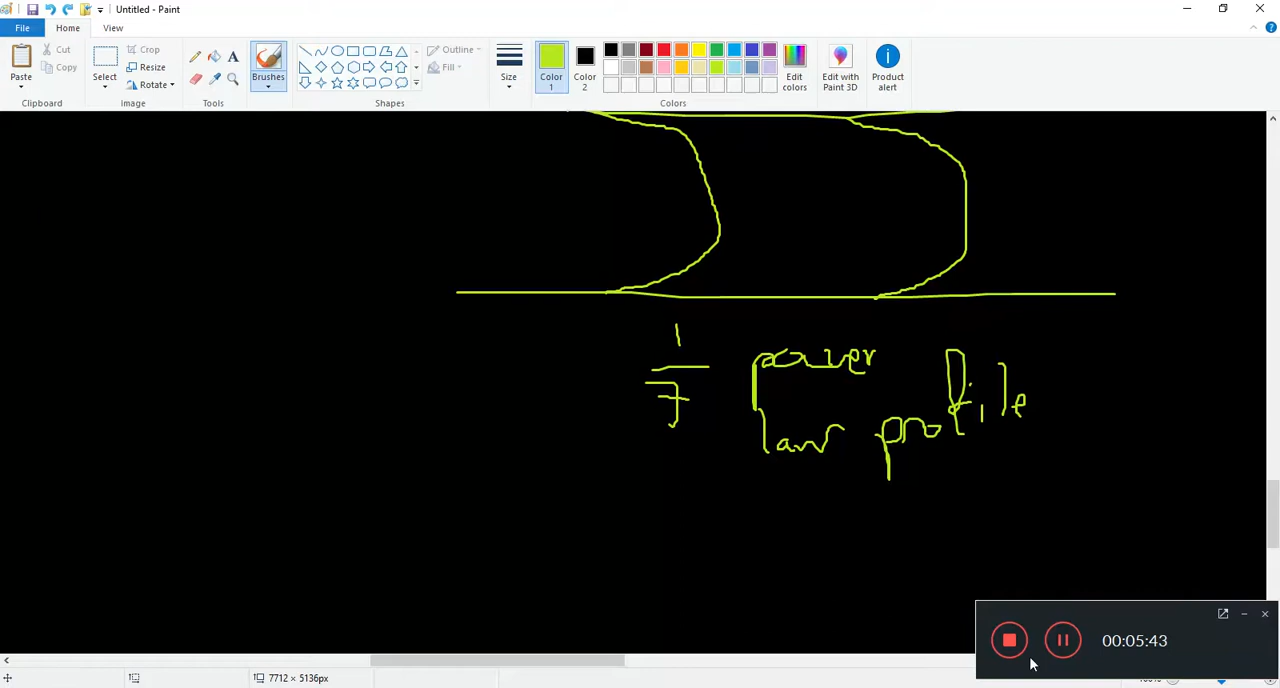 Untitled - Paint
File Home View
Paste Cut Copy Clipboard
Select Crop Resize Rotate Image
A Tools
Brushes
Shapes Outline Fill
Size
Color 1 Color 2 Colors
Edit colors
Edit with Paint 3D
Product alert
1
7
power
law profile
00:05:43
7712 × 5136px
100%